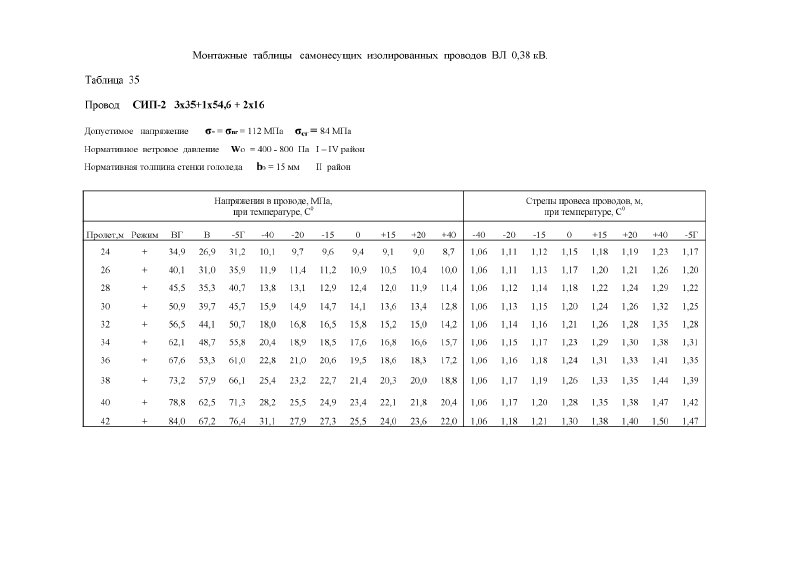 Монтажные таблицы самонесущих изолированных проводов ВЛ 0,38 кВ.
Таблица 35
Провод СИП-2 3х35+1х54,6 + 2х16
Допустимое напряжение σ- = σнг = 112 МПа σсг = 84 МПа
Нормативное ветровое давление Wo = 400 - 800 Па I – IV район
Нормативная толщина стенки гололеда bэ = 15 мм II район
Напряжения в проводе, МПа, Стрелы провеса проводов, м,
при температуре, С⁰ при температуре, С⁰
Пролет,м Режим ВГ В -5Г -40 -20 -15 0 +15 +20 +40 -40 -20 -15 0 +15 +20 +40 -5Г
24 + 34,9 26,9 31,2 10,1 9,7 9,6 9,4 9,1 9,0 8,7 1,06 1,11 1,12 1,15 1,18 1,19 1,23 1,17
26 + 40,1 31,0 35,9 11,9 11,4 11,2 10,9 10,5 10,4 10,0 1,06 1,11 1,13 1,17 1,20 1,21 1,26 1,20
28 + 45,5 35,3 40,7 13,8 13,1 12,9 12,4 12,0 11,9 11,4 1,06 1,12 1,14 1,18 1,22 1,24 1,29 1,22
30 + 50,9 39,7 45,7 15,9 14,9 14,7 14,1 13,6 13,4 12,8 1,06 1,13 1,15 1,20 1,24 1,26 1,32 1,25
32 + 56,5 44,1 50,7 18,0 16,8 16,5 15,8 15,2 15,0 14,2 1,06 1,14 1,16 1,21 1,26 1,28 1,35 1,28
34 + 62,1 48,7 55,8 20,4 18,9 18,5 17,6 16,8 16,6 15,7 1,06 1,15 1,17 1,23 1,29 1,30 1,38 1,31
36 + 67,6 53,3 61,0 22,8 21,0 20,6 19,5 18,6 18,3 17,2 1,06 1,16 1,18 1,24 1,31 1,33 1,41 1,35
38 + 73,2 57,9 66,1 25,4 23,2 22,7 21,4 20,3 20,0 18,8 1,06 1,17 1,19 1,26 1,33 1,35 1,44 1,39
40 + 78,8 62,5 71,3 28,2 25,5 24,9 23,4 22,1 21,8 20,4 1,06 1,17 1,20 1,28 1,35 1,38 1,47 1,42
42 + 84,0 67,2 76,4 31,1 27,9 27,3 25,5 24,0 23,6 22,0 1,06 1,18 1,21 1,30 1,38 1,40 1,50 1,47